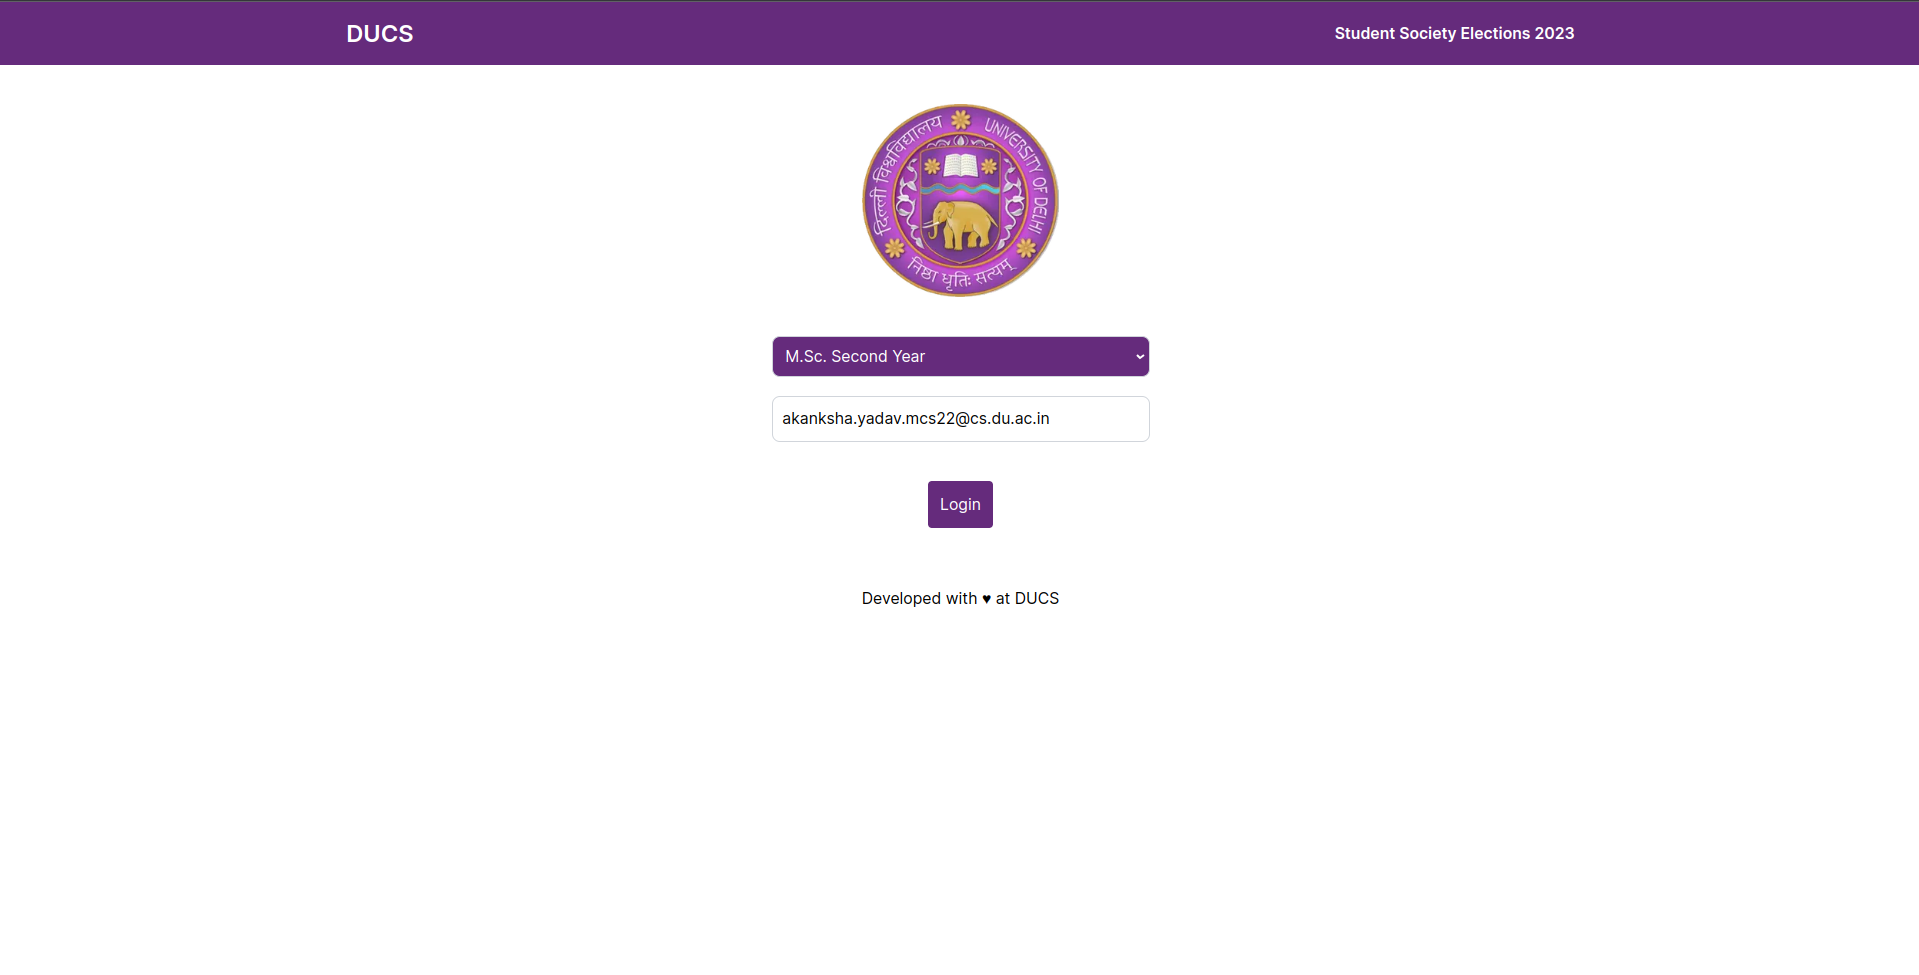 DUCS
Student Society Elections 2023
दिल्ली विश्वविद्यालय
UNIVERSITY OF DELHI
निष्ठा धृतिः सत्यम्
M.Sc. Second Year
akanksha.yadav.mcs22@cs.du.ac.in
Login
Developed with ♥ at DUCS